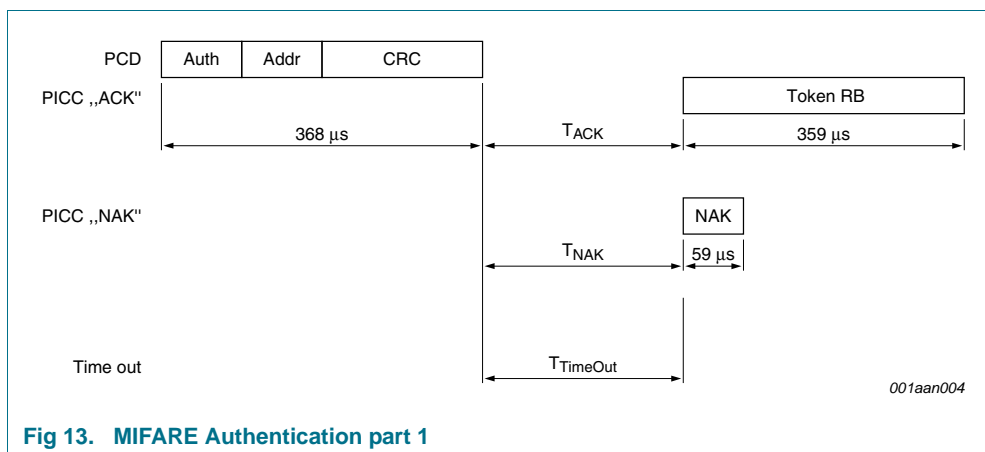 PCD Auth Addr CRC
PICC ,,ACK" Token RB
368 μs TACK 359 μs
PICC ,,NAK" NAK
TNAK 59 μs
Time out TTimeOut
001aan004
Fig 13. MIFARE Authentication part 1